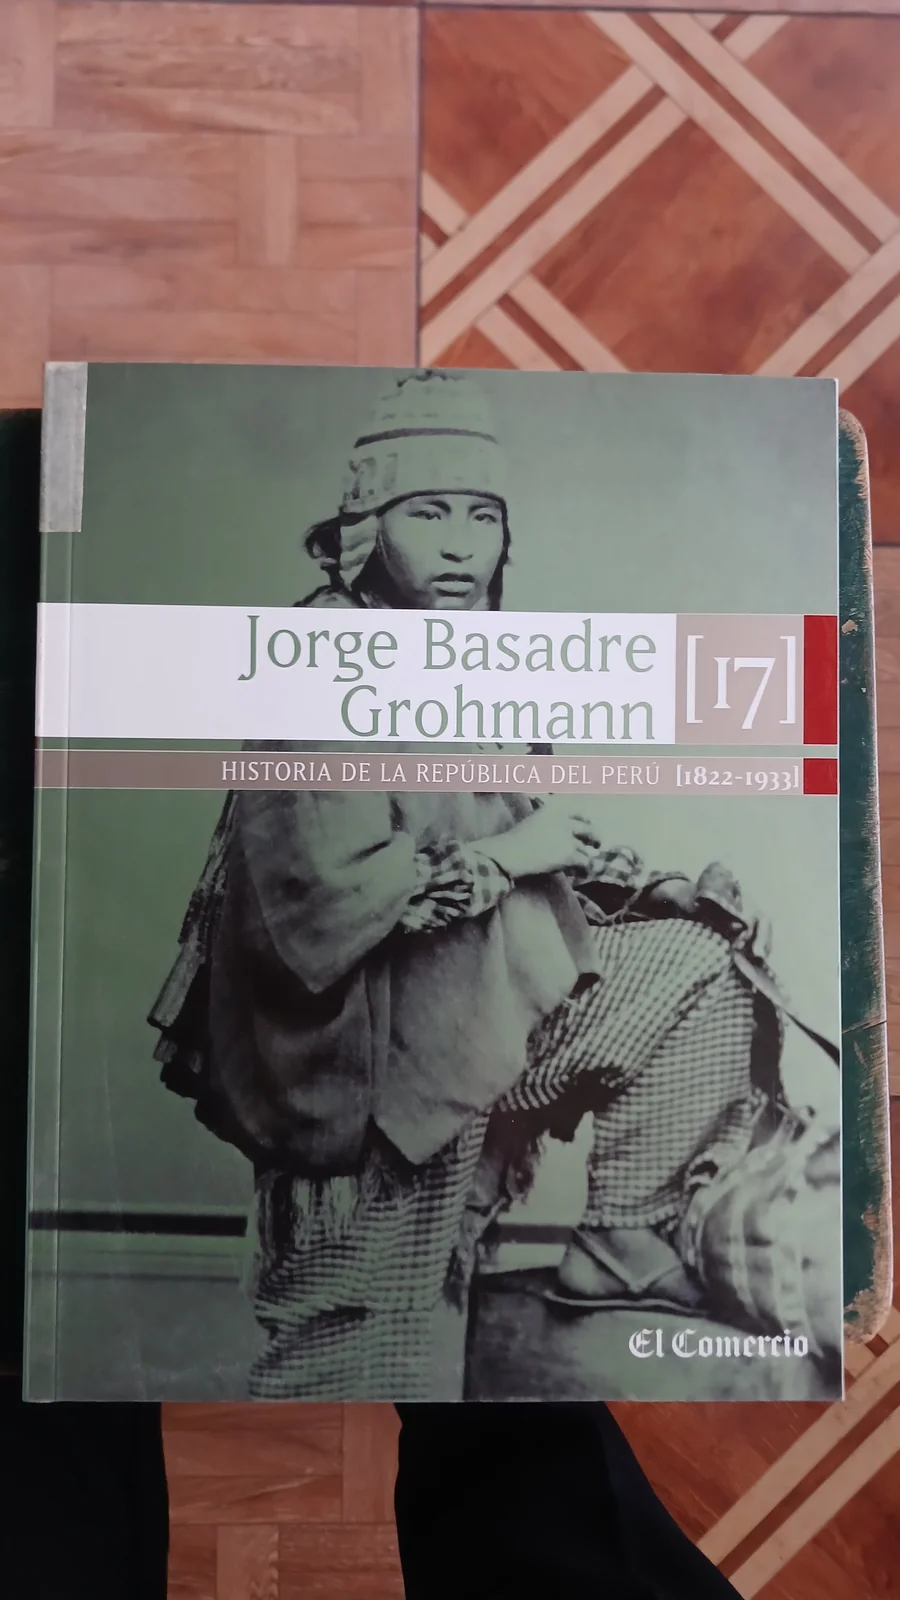 Jorge Basadre
Grohmann
[17]
HISTORIA DE LA REPÚBLICA DEL PERÚ [1822-1933]
El Comercio